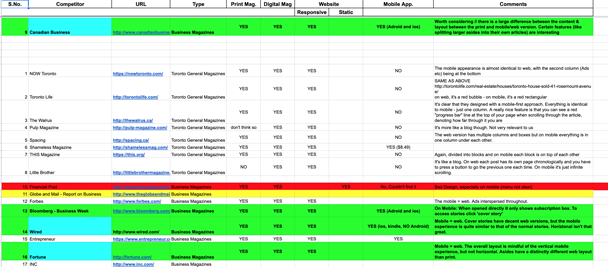 S.No. Competitor URL Type Print Mag. Digital Mag Website Mobile App. Comments
Responsive Static
9 Canadian Business http://www.canadianbusiness Business Magazines YES YES YES YES (Adroid and Ies) Worth considering if there is a large difference between the content &
layout between the print and mobile/web version. Certain features (like
splitting larger asides into their own articles) are interesting
1 NOW Toronto https://nowtoronto.com/ Toronto General Magazines YES YES YES NO The mobile appearance is almost identical to web, with the second column (Ads
etc) being at the bottom
SAME AS ABOVE
http://torontolife.com/real-estate/houses/toronto-house-sold-41-rosemount-avenu
e/
2 Toronto Life http://torontolife.com/ Toronto General Magazines YES YES YES NO on web, it's a red bubble - on mobile, it's a red rectangular
It's clear that they designed with a mobile-first approach. Everything is identical
to mobile - just one column. A really nice feature is that you can see a red
"progress bar" line at the top of your page when scrolling through the article,
3 The Walrus http://thewalrus.ca/ Toronto General Magazines YES YES YES NO denoting how far through it you are
4 Pulp Magazine http://pulp-magazine.com/ Toronto General Magazines don't think so YES YES NO It's more like a blog though. Not very relevant to us
The web version has multiple columns and boxes but on mobile everything is in
5 Spacing http://spacing.ca/ Toronto General Magazines YES YES YES NO one column under each other.
6 Shameless Magazine http://shamelessmag.com/ Toronto General Magazines YES YES YES YES ($8.49)
7 THIS Magazine https://this.org/ Toronto General Magazines YES YES YES NO Again, divided into blocks and on mobile each block is on top of each other
It's like a blog. On web each post has its own page chronologically and you have
to press a button to go the previous one each time. On mobile it's just infinite
8 Little Brother http://littlebrothermagazine. Toronto General Magazines NO YES YES NO scrolling.
10 Financial Post Business Magazines YES YES YES No, Couldn't find it Bad Design, especially on mobile
11 Globe and Mail - Report on Business http://www.theglobeandmail Business Magazines YES YES YES
12 Forbes http://www.forbes.com/ Business Magazines YES YES YES The mobile = web. Ads interspersed throughout.
13 Bloomberg - Business Week http://www.bloomberg.com/ Business Magazines YES YES YES YES (Adroid and Ies) On Mobile: When opened directly it only shows subscription box. To
access stories click 'cover story'
14 Wired http://www.wired.com/ Business Magazines YES YES YES YES (Ies, kindle, NO Android) Mobile = web. Cover stories have decent web versions, but the mobile
experience is quite similar to that of the normal stories. Horizontal isn't that
great.
15 Entrepreneur https://www.entrepreneur.c Business Magazines YES YES YES YES
16 Fortune http://fortune.com/ Business Magazines YES YES YES Mobile = web. The overall layout is mindful of the vertical mobile
experience, but not horizontal. Asides have a distinctly different web layout
than print.
17 INC http://www.inc.com/ Business Magazines YES YES YES NO